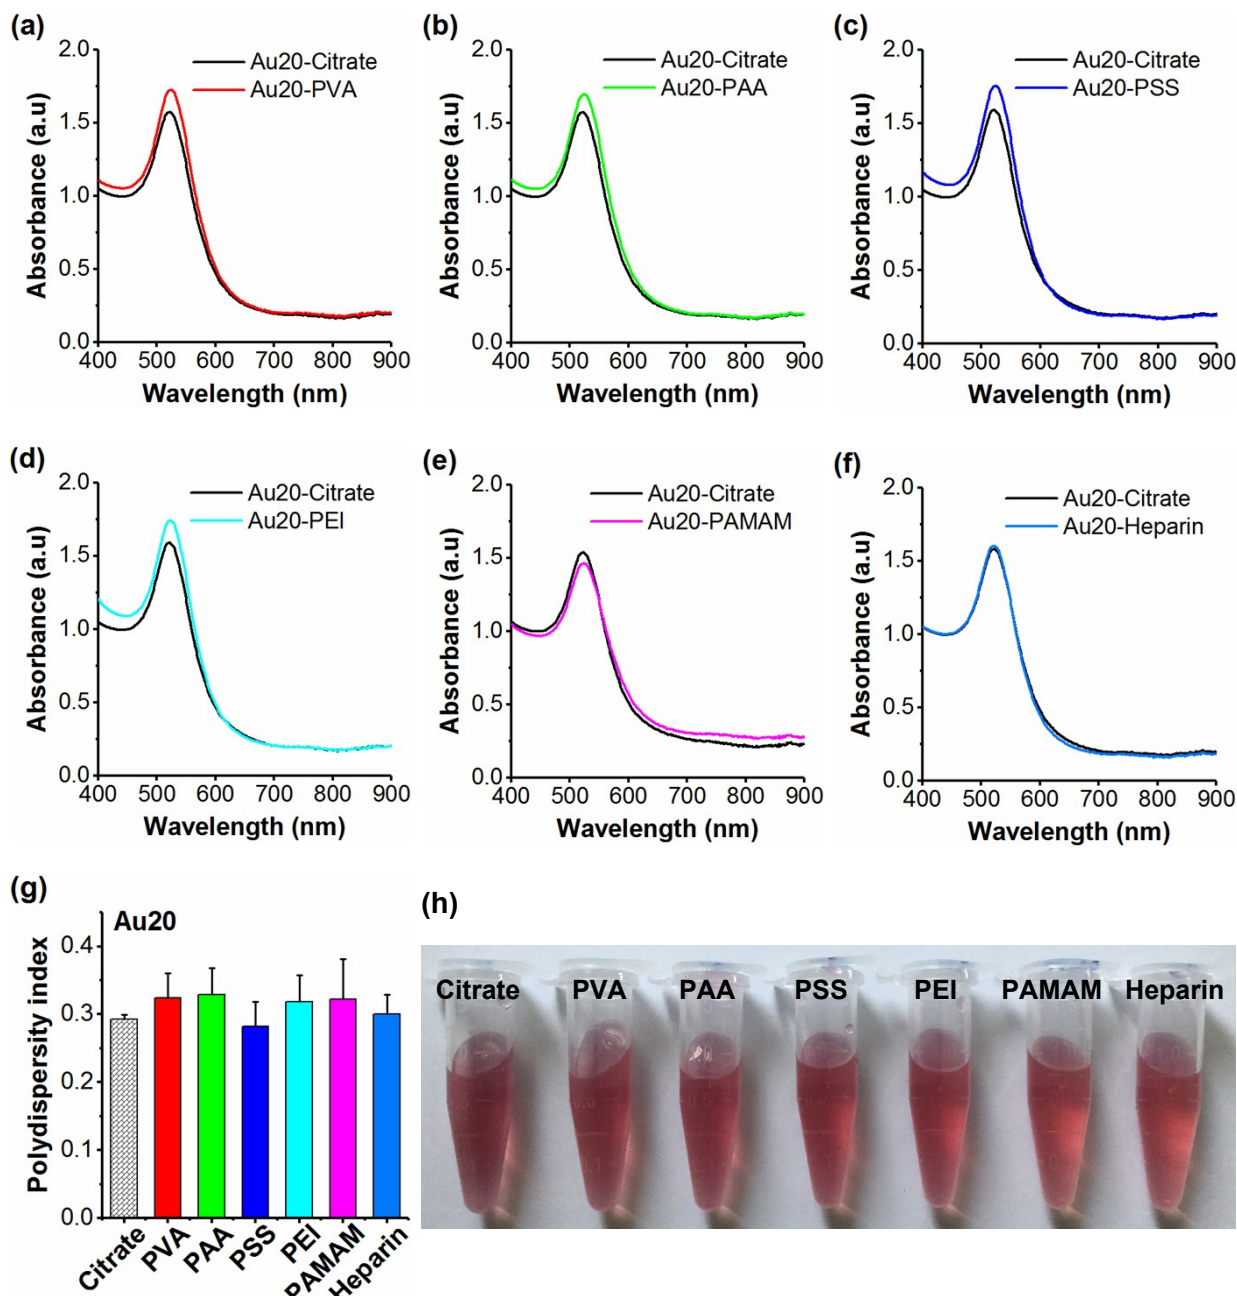 (a)
2.0
1.5
1.0
0.5
0.0
400 500 600 700 800 900
Absorbance (a.u)
Wavelength (nm)
Au20-Citrate
Au20-PVA
(b)
2.0
1.5
1.0
0.5
0.0
400 500 600 700 800 900
Absorbance (a.u)
Wavelength (nm)
Au20-Citrate
Au20-PAA
(c)
2.0
1.5
1.0
0.5
0.0
400 500 600 700 800 900
Absorbance (a.u)
Wavelength (nm)
Au20-Citrate
Au20-PSS
(d)
2.0
1.5
1.0
0.5
0.0
400 500 600 700 800 900
Absorbance (a.u)
Wavelength (nm)
Au20-Citrate
Au20-PEI
(e)
2.0
1.5
1.0
0.5
0.0
400 500 600 700 800 900
Absorbance (a.u)
Wavelength (nm)
Au20-Citrate
Au20-PAMAM
(f)
2.0
1.5
1.0
0.5
0.0
400 500 600 700 800 900
Absorbance (a.u)
Wavelength (nm)
Au20-Citrate
Au20-Heparin
(g)
Au20
0.4
0.3
0.2
0.1
0.0
Polydispersity index
Citrate PVA PAA PSS PEI PAMAM Heparin
(h)
Citrate PVA PAA PSS PEI PAMAM Heparin